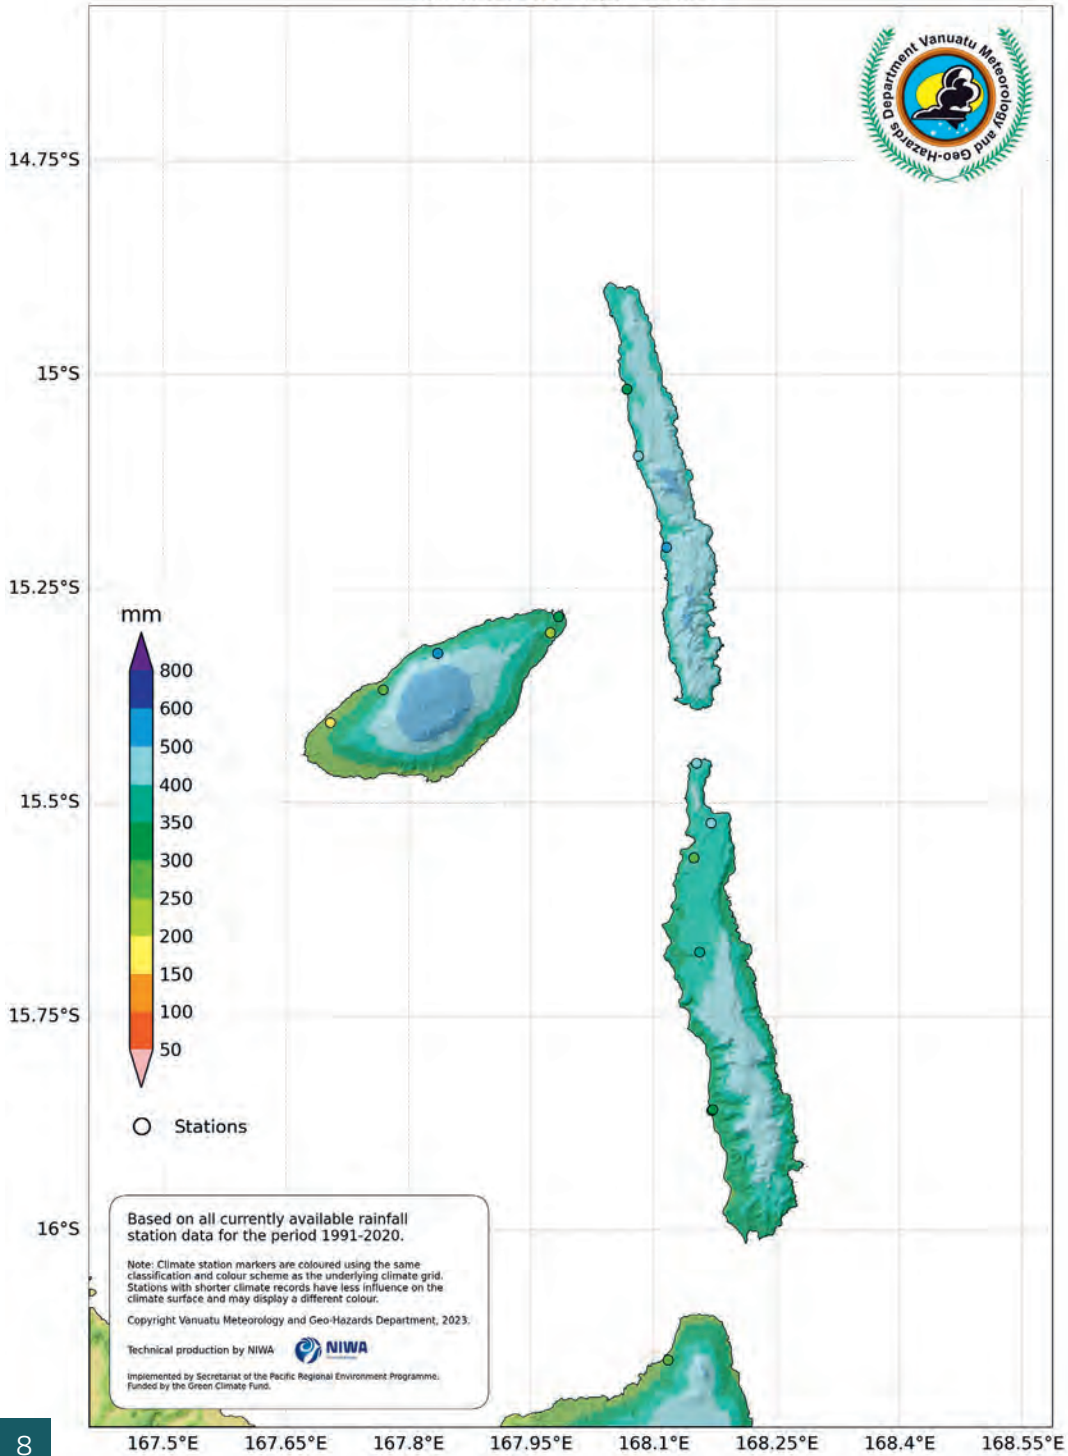 Vanuatu Meteorology and Geo-Hazards Department
14.75°S
15°S
15.25°S
15.5°S
15.75°S
16°S
mm
800
600
500
400
350
300
250
200
150
100
50
Stations
Based on all currently available rainfall
station data for the period 1991-2020.
Note: Climate station markers are coloured using the same
classification and colour scheme as the underlying climate grid.
Stations with shorter climate records have less influence on the
climate surface and may display a different colour.
Copyright Vanuatu Meteorology and Geo-Hazards Department, 2023.
Technical production by NIWA
NIWA
Implemented by Secretariat of the Pacific Regional Environment Programme.
Funded by the Green Climate Fund.
167.5°E 167.65°E 167.8°E 167.95°E 168.1°E 168.25°E 168.4°E 168.55°E
8